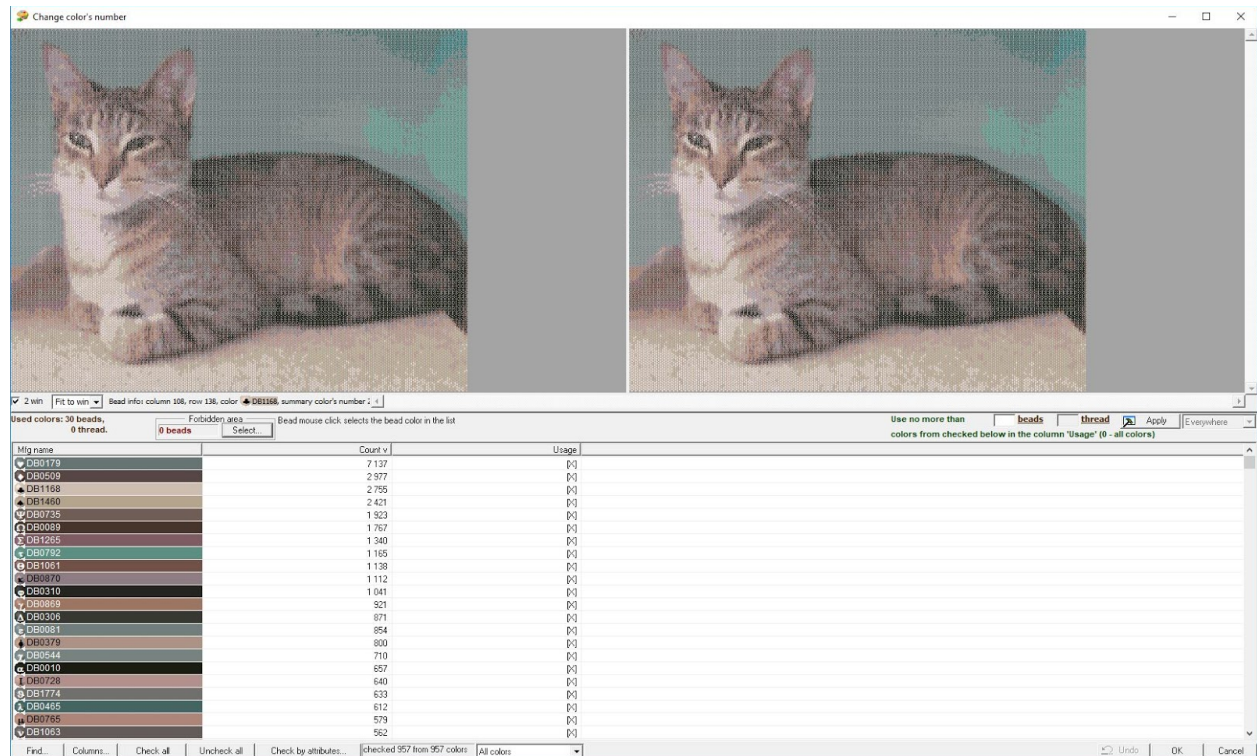 Change color's number
2 win Fit to win Bead info: column 108, row 138, color DB1168, summary color's number
Used colors: 30 beads,
0 thread.
Forbidden area
0 beads Select...
Bead mouse click selects the bead color in the list
Use no more than beads thread Apply Everywhere
colors from checked below in the column 'Usage' (0 - all colors)
Mfg name Count v Usage
DB0179 7 137 [X]
DB0509 2 977 [X]
DB1168 2 755 [X]
DB1460 2 421 [X]
DB0735 1 923 [X]
DB0089 1 767 [X]
DB1265 1 340 [X]
DB0792 1 165 [X]
DB1061 1 138 [X]
DB0870 1 112 [X]
DB0310 1 041 [X]
DB0869 921 [X]
DB0306 871 [X]
DB0081 854 [X]
DB0379 800 [X]
DB0544 710 [X]
DB0010 657 [X]
DB0728 640 [X]
DB1774 633 [X]
DB0465 612 [X]
DB0765 579 [X]
DB1063 562 [X]
Find... Columns... Check all Uncheck all Check by attributes... checked 957 from 957 colors All colors Undo OK Cancel